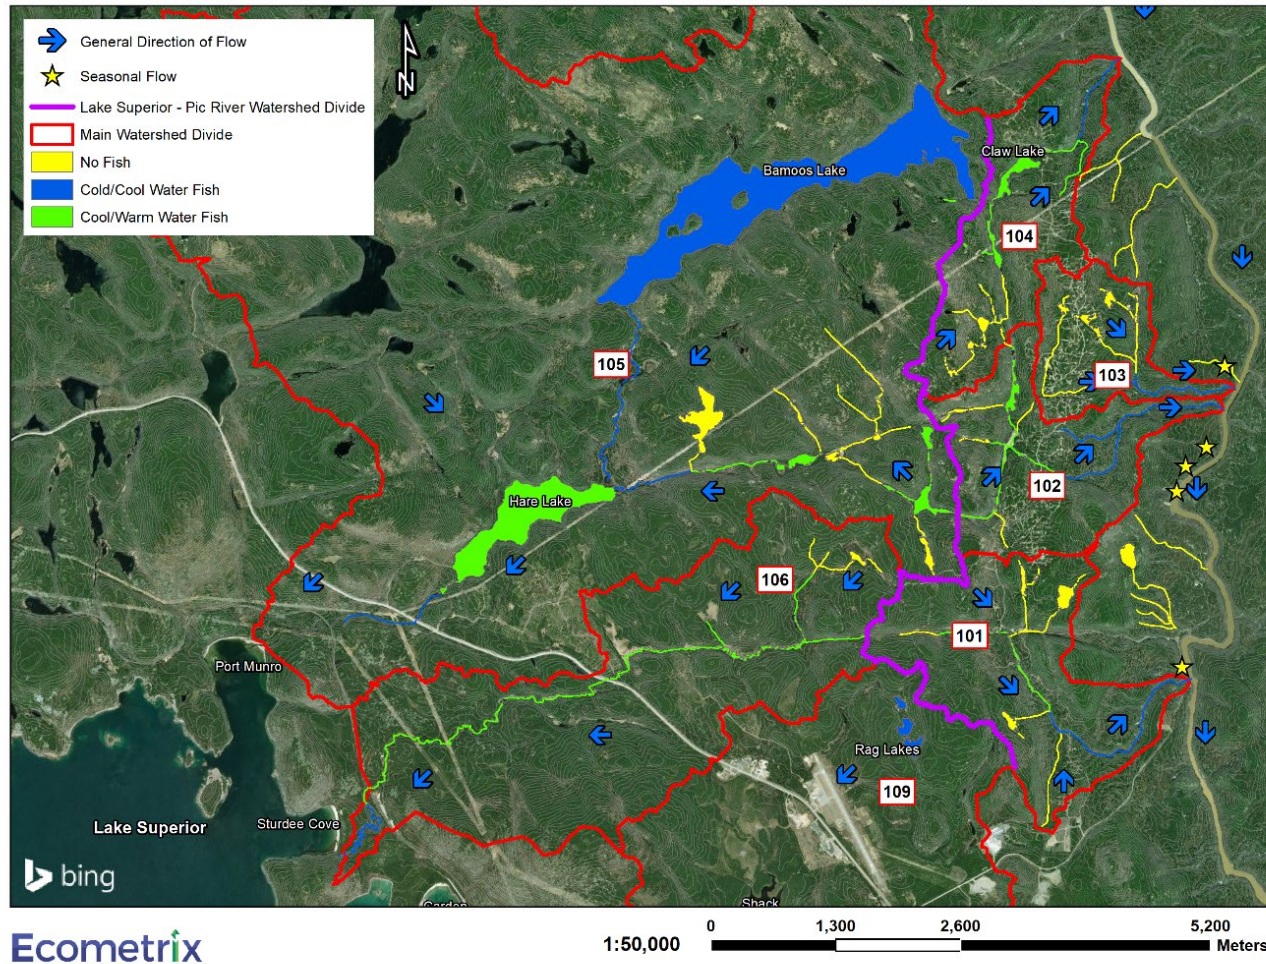 General Direction of Flow
Seasonal Flow
Lake Superior - Pic River Watershed Divide
Main Watershed Divide
No Fish
Cold/Cool Water Fish
Cool/Warm Water Fish
N
Claw Lake
Bamoos Lake
104
105
103
Hare Lake
102
106
101
Port Munro
Rag Lakes
109
Lake Superior
Sturdee Cove
bing
Garden
Shack
Ecometrix
1:50,000
0 1,300 2,600 5,200
Meters